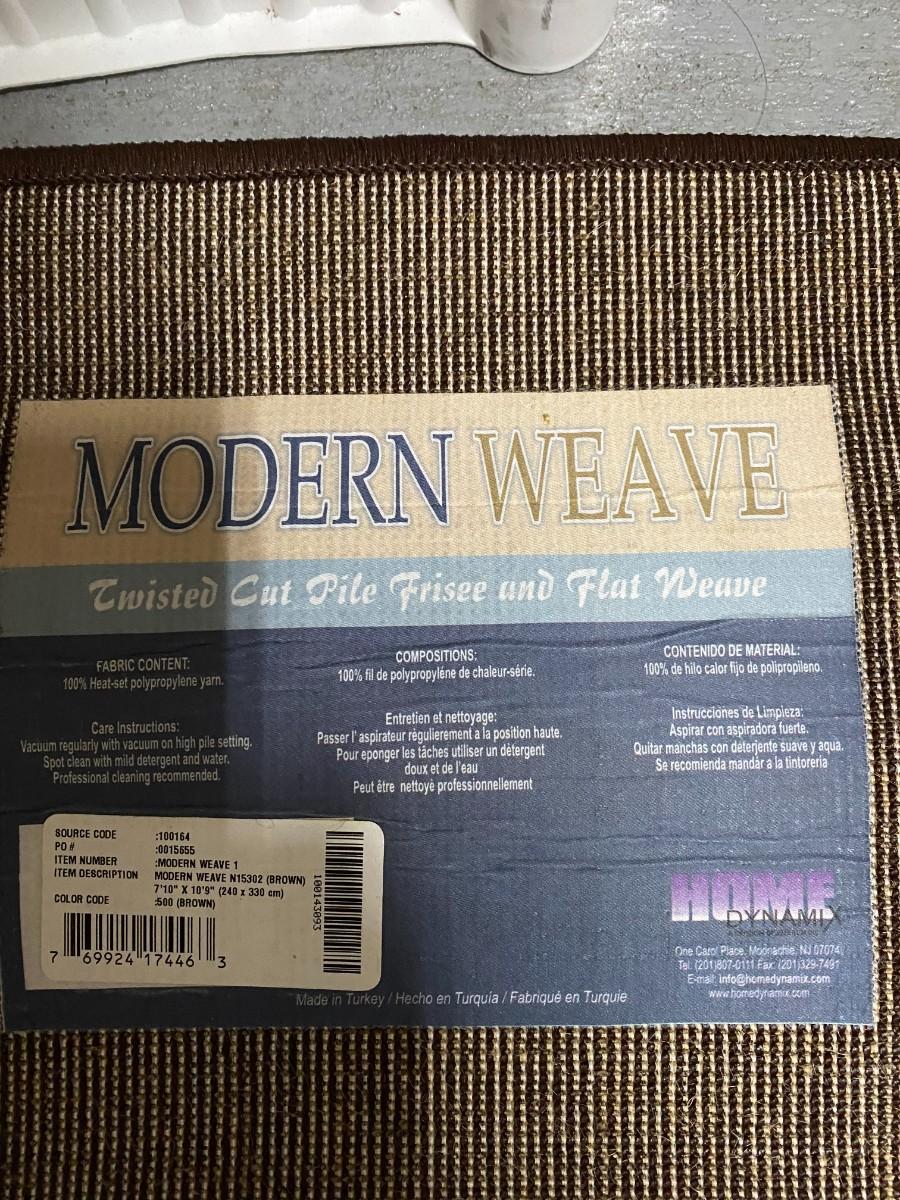 MODERN WEAVE
Twisted Cut Pile Frisee and Flat Weave
FABRIC CONTENT:
100% Heat-set polypropylene yarn.
Care Instructions:
Vacuum regularly with vacuum on high pile setting.
Spot clean with mild detergent and water.
Professional cleaning recommended.
COMPOSITIONS:
100% fil de polypropyléne de chaleur-série.
Entretien et nettoyage:
Passer l' aspirateur régulierement a la position haute.
Pour eponger les tâches utiliser un détergent
doux et de l'eau
Peut être nettoyé professionnellement
CONTENIDO DE MATERIAL:
100% de hilo calor fijo de polipropileno.
Instrucciones de Limpieza:
Aspirar con aspiradora fuerte.
Quitar manchas con deterjente suave y aqua.
Se recomienda mandár a la tintoreria
SOURCE CODE :100164
PO # :0015655
ITEM NUMBER :MODERN WEAVE 1
ITEM DESCRIPTION MODERN WEAVE N15302 (BROWN)
7'10" X 10'9" (240 x 330 cm)
COLOR CODE :500 (BROWN)
7 69924 17446 3
100143093
HOME
DYNAMIX
One Carol Place, Moonachie, NJ 07074
Tel. (201)807-0111 Fax: (201)329-7491
E-mail: info@homedynamix.com
www.homedynamix.com
Made in Turkey / Hecho en Turquía / Fabriqué en Turquie